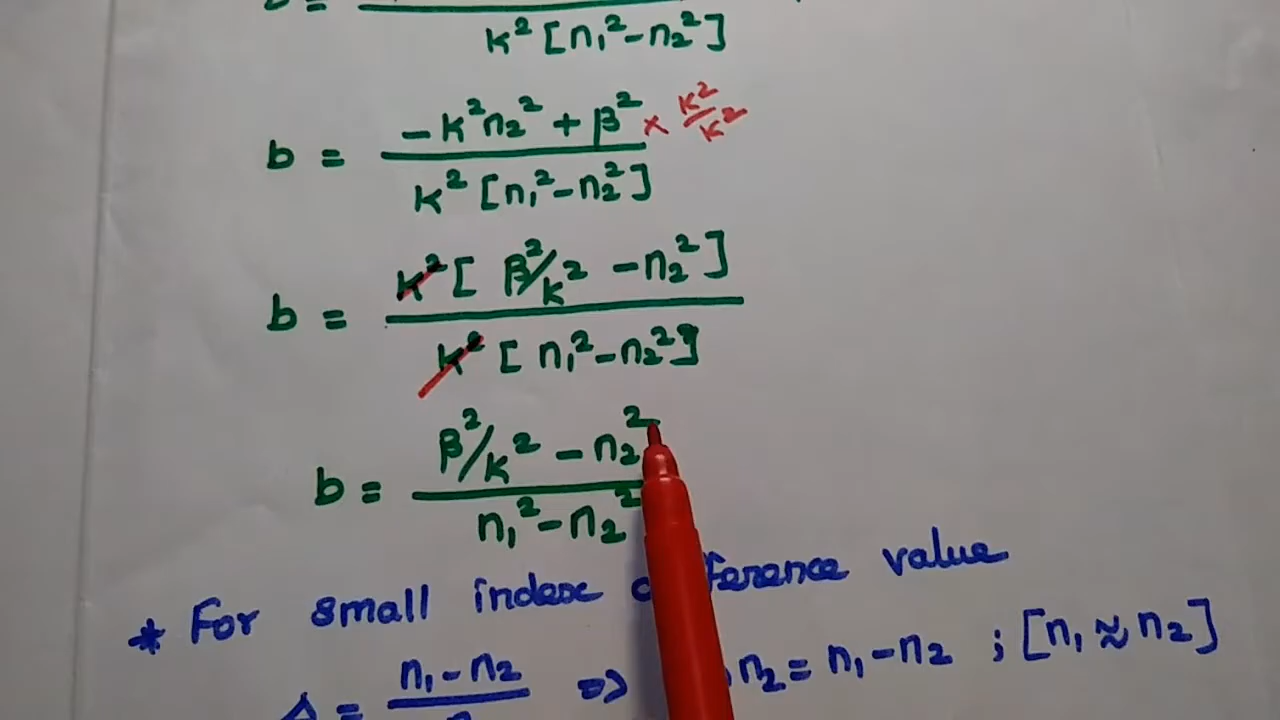 b =
k² [n₁² - n₂²]
b = -k²n₂² + β² × k²/k²
k² [n₁² - n₂²]
b = k² [ β²/k² - n₂² ]
k² [ n₁² - n₂² ]
b = β²/k² - n₂²
n₁² - n₂²
* For small index value
Δ = n₁ - n₂ ⇒ n₂ = n₁ - n₂ ; [n₁ ≈ n₂]